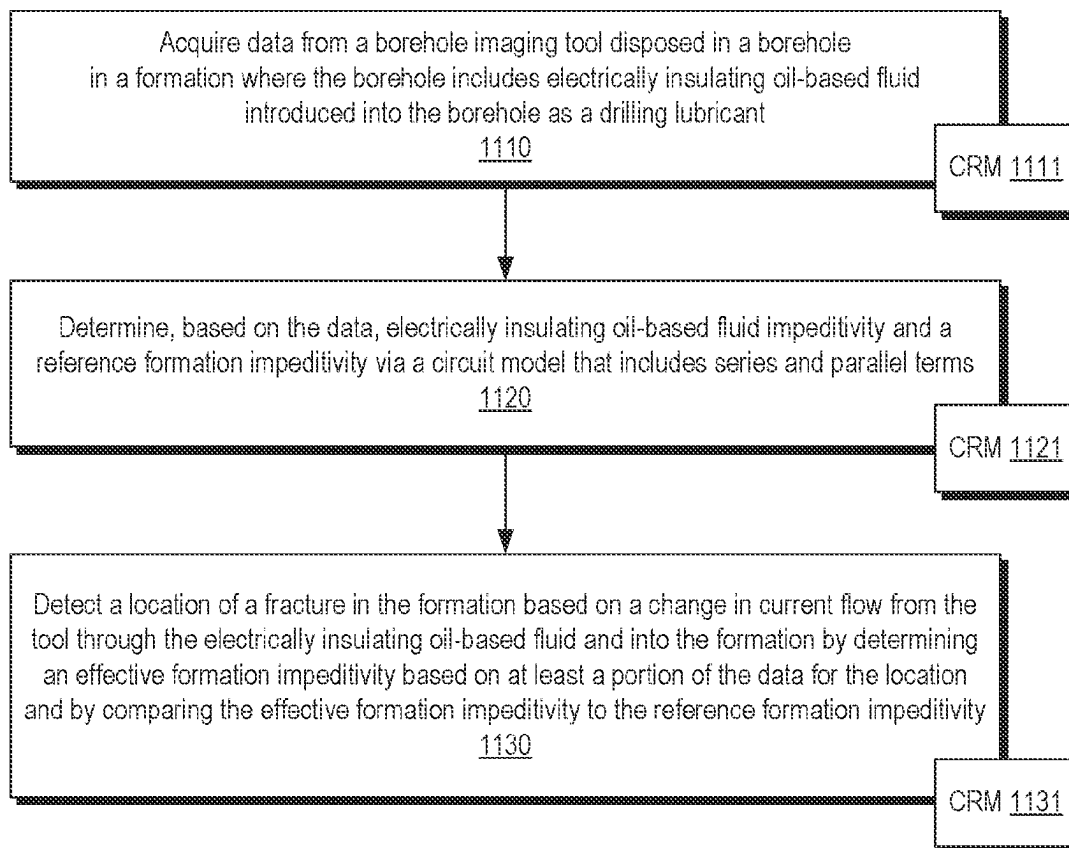 Acquire data from a borehole imaging tool disposed in a borehole
in a formation where the borehole includes electrically insulating oil-based fluid
introduced into the borehole as a drilling lubricant
1110
CRM 1111
Determine, based on the data, electrically insulating oil-based fluid impeditivity and a
reference formation impeditivity via a circuit model that includes series and parallel terms
1120
CRM 1121
Detect a location of a fracture in the formation based on a change in current flow from the
tool through the electrically insulating oil-based fluid and into the formation by determining
an effective formation impeditivity based on at least a portion of the data for the location
and by comparing the effective formation impeditivity to the reference formation impeditivity
1130
CRM 1131